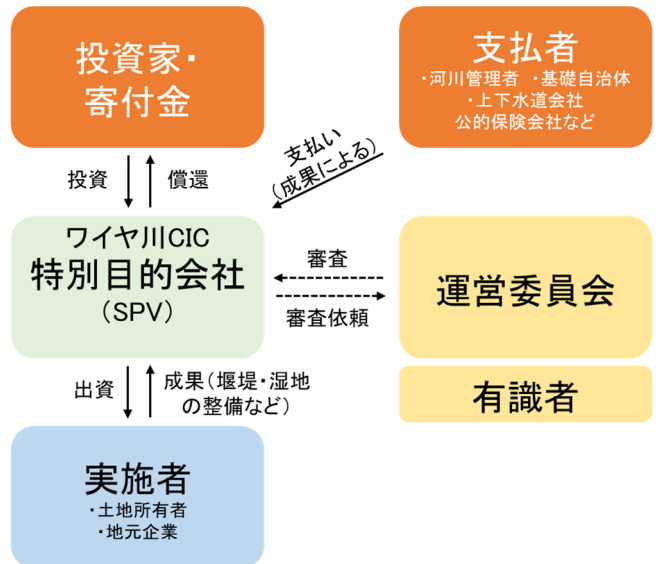 投資家・
寄付金
支払者
・河川管理者 ・基礎自治体
・上下水道会社
公的保険会社など
投資
償還
支払い
(成果による)
ワイヤ川CIC
特別目的会社
(SPV)
審査
審査依頼
運営委員会
有識者
出資
成果(堰堤・湿地
の整備など)
実施者
・土地所有者
・地元企業